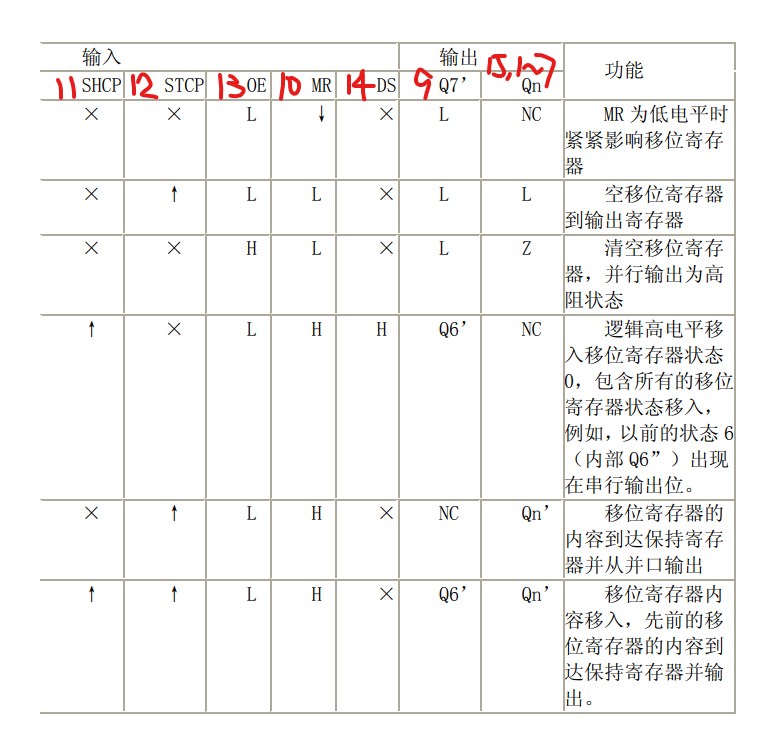 输入 输出 功能
11 SHCP 12 STCP 13 OE 10 MR 14 DS 9 Q7’ 15,1~7 Qn
× × L ↓ × L NC MR 为低电平时
紧紧影响移位寄存
器
× ↑ L L × L L 空移位寄存器
到输出寄存器
× × H L × L Z 清空移位寄存
器，并行输出为高
阻状态
↑ × L H H Q6’ NC 逻辑高电平移
入移位寄存器状态
0，包含所有的移位
寄存器状态移入，
例如，以前的状态 6
（内部 Q6”）出现
在串行输出位。
× ↑ L H × NC Qn’ 移位寄存器的
内容到达保持寄存
器并从并口输出
↑ ↑ L H × Q6’ Qn’ 移位寄存器内
容移入，先前的移
位寄存器的内容到
达保持寄存器并输
出。